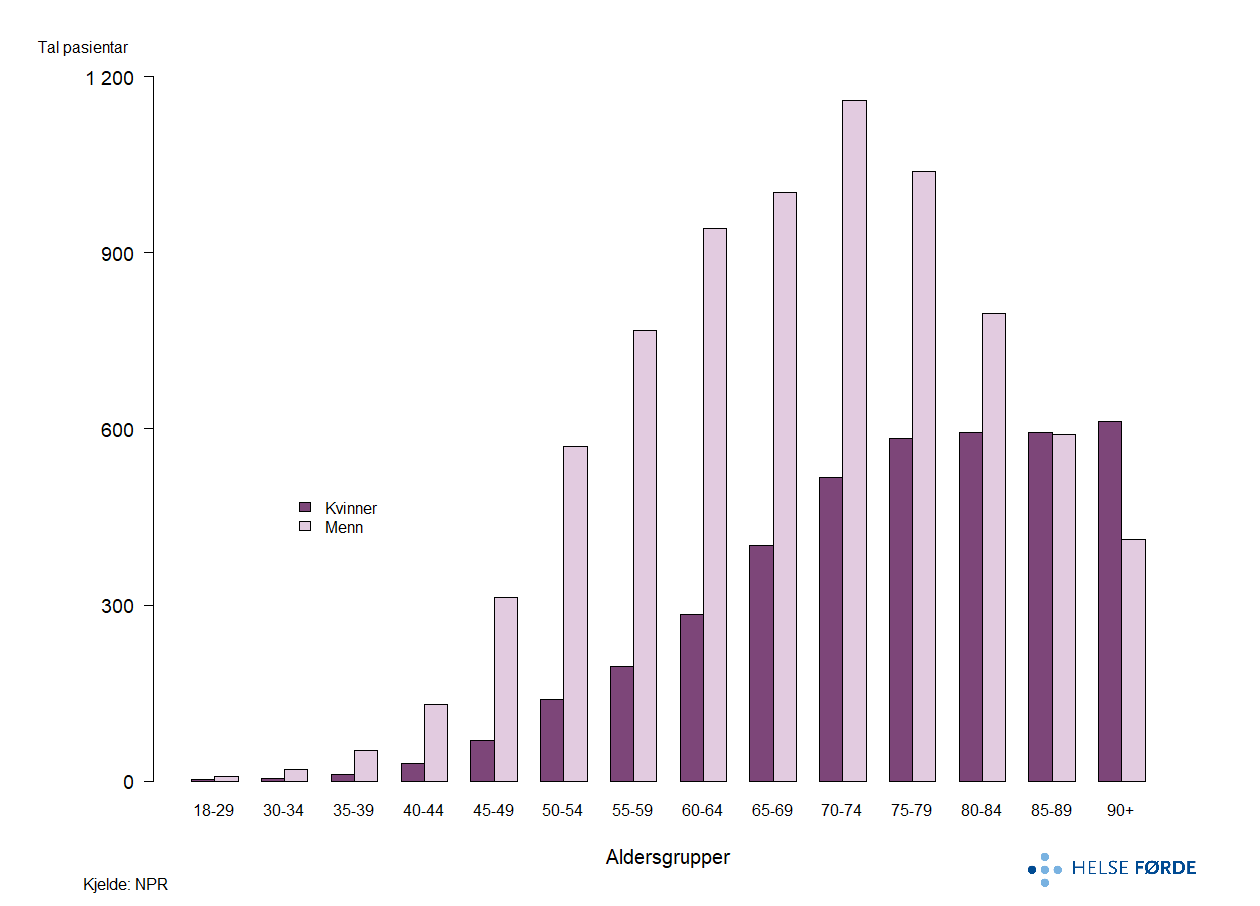 Tal pasientar
1 200
900
600
300
0
Kvinner
Menn
18-29 30-34 35-39 40-44 45-49 50-54 55-59 60-64 65-69 70-74 75-79 80-84 85-89 90+
Aldersgrupper
Kjelde: NPR
HELSE FØRDE